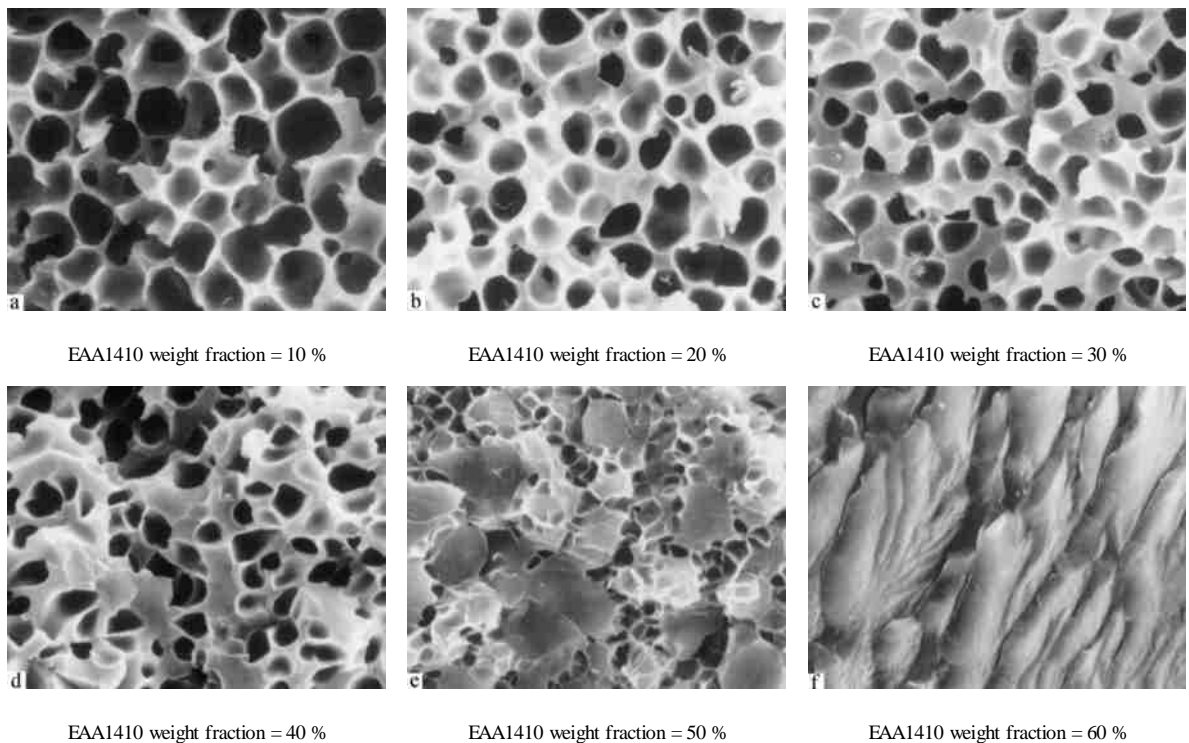 a
b
c
EAA1410 weight fraction = 10 %
EAA1410 weight fraction = 20 %
EAA1410 weight fraction = 30 %
d
e
f
EAA1410 weight fraction = 40 %
EAA1410 weight fraction = 50 %
EAA1410 weight fraction = 60 %